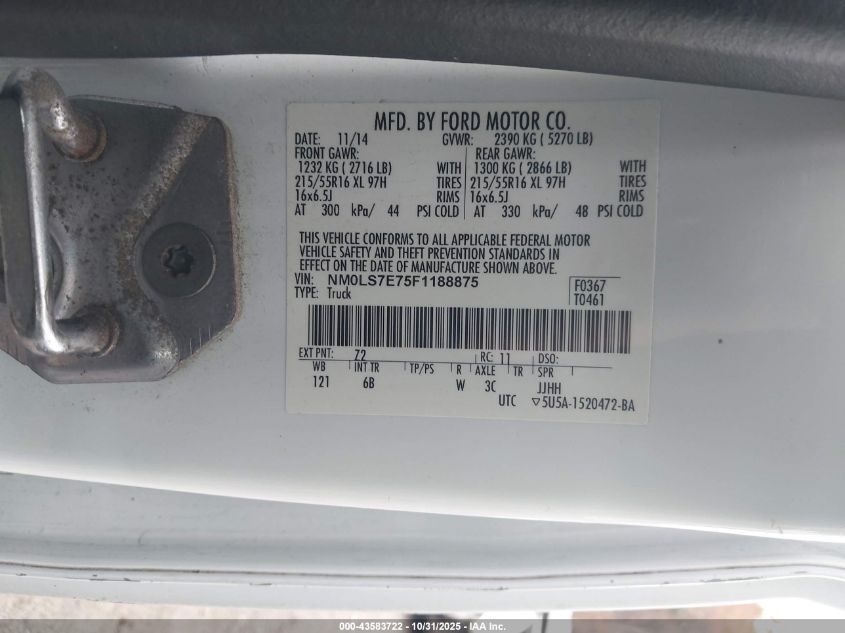 MFD. BY FORD MOTOR CO.
DATE: 11/14 GVWR: 2390 KG ( 5270 LB)
FRONT GAWR: REAR GAWR:
1232 KG ( 2716 LB) WITH 1300 KG ( 2866 LB) WITH
215/55R16 XL 97H TIRES 215/55R16 XL 97H TIRES
16x6.5J RIMS 16x6.5J RIMS
AT 300 kPa/ 44 PSI COLD AT 330 kPa/ 48 PSI COLD
THIS VEHICLE CONFORMS TO ALL APPLICABLE FEDERAL MOTOR
VEHICLE SAFETY AND THEFT PREVENTION STANDARDS IN
EFFECT ON THE DATE OF MANUFACTURE SHOWN ABOVE.
VIN: NM0LS7E75F1188875 F0367
TYPE: Truck T0461
EXT PNT: Z2 RC: 11 DSO:
WB INT TR TP/PS R AXLE TR SPR
121 6B W 3C JJHH
UTC ▽5U5A-1520472-BA
000-43583722 - 10/31/2025 - IAAI.COM